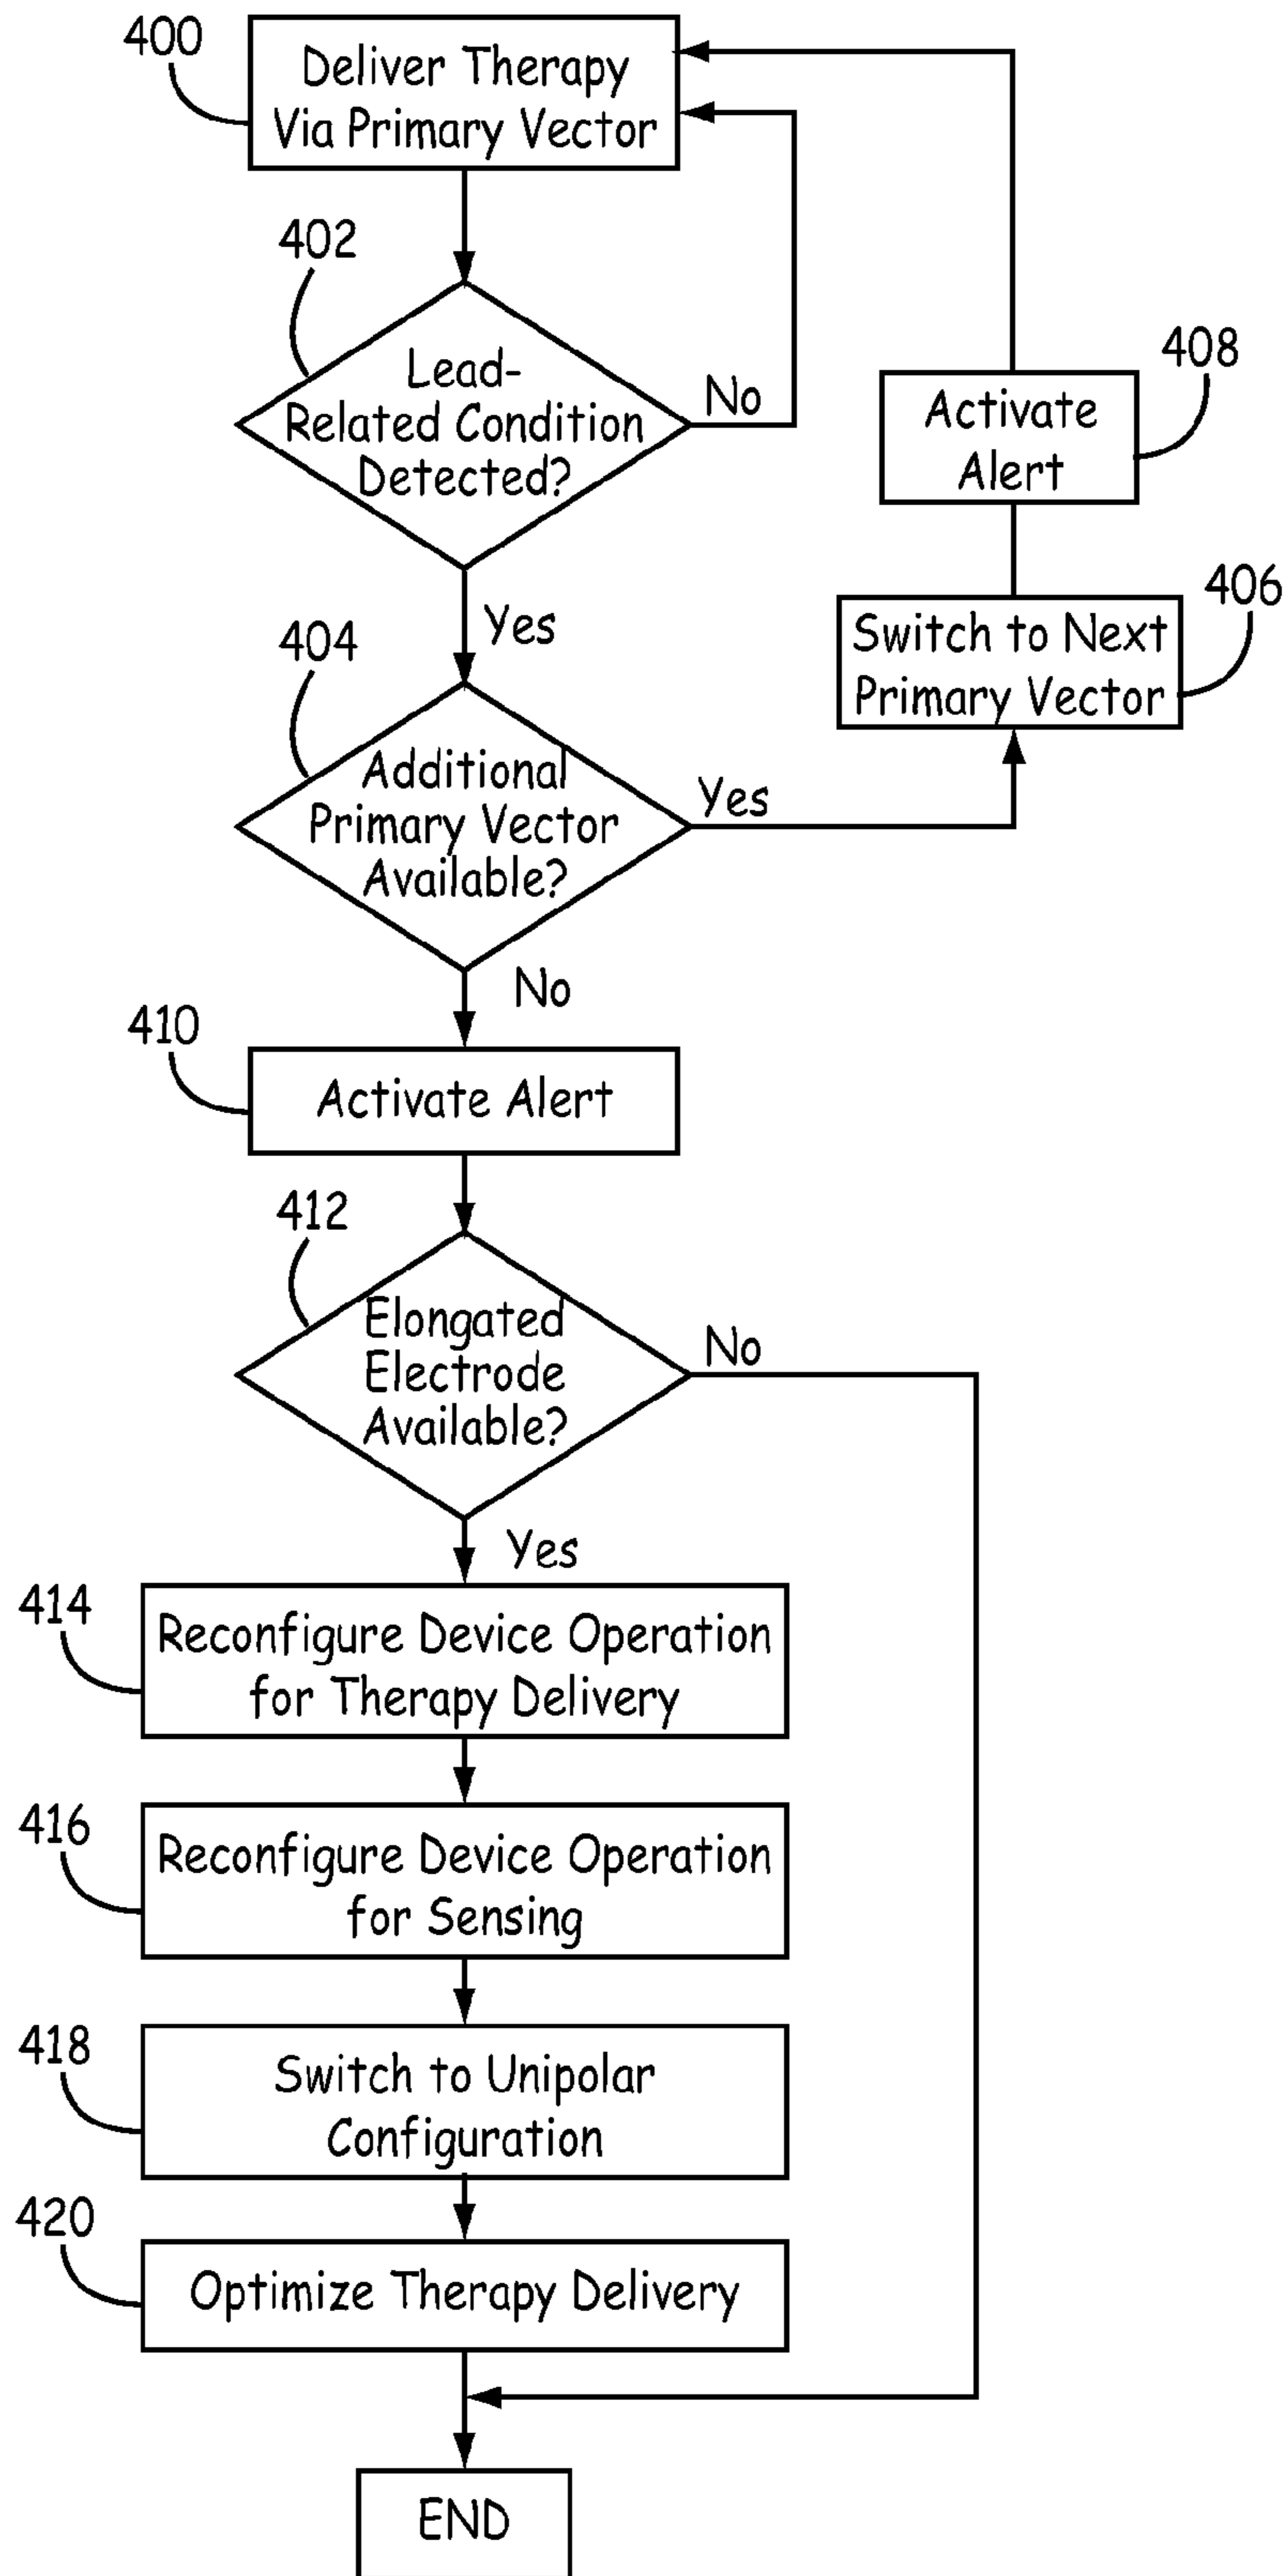 400
Deliver Therapy
Via Primary Vector
402
Lead-
Related Condition
Detected?
No
408
Activate
Alert
406
Switch to Next
Primary Vector
Yes
404
Additional
Primary Vector
Available?
Yes
No
410
Activate Alert
412
Elongated
Electrode
Available?
No
Yes
414
Reconfigure Device Operation
for Therapy Delivery
416
Reconfigure Device Operation
for Sensing
418
Switch to Unipolar
Configuration
420
Optimize Therapy Delivery
END